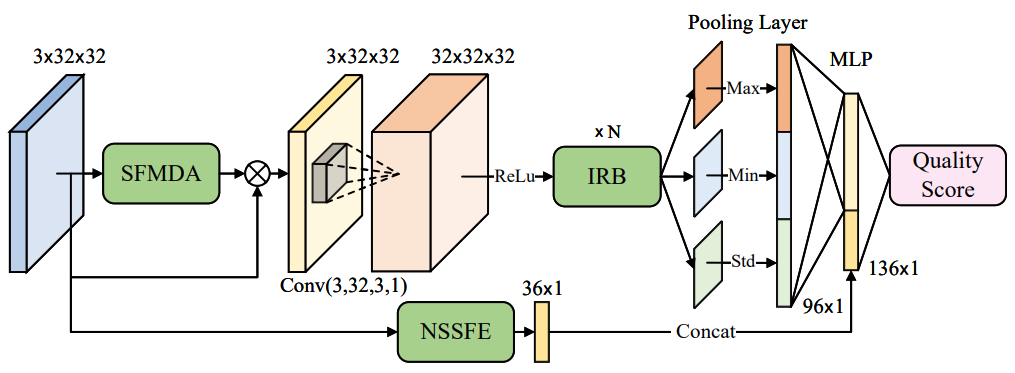 Pooling Layer
3x32x32
3x32x32
32x32x32
MLP
Max
× N
SFMDA
ReLu
IRB
Min
Quality
Score
Std
Conv(3,32,3,1)
36x1
136x1
96x1
NSSFE
Concat